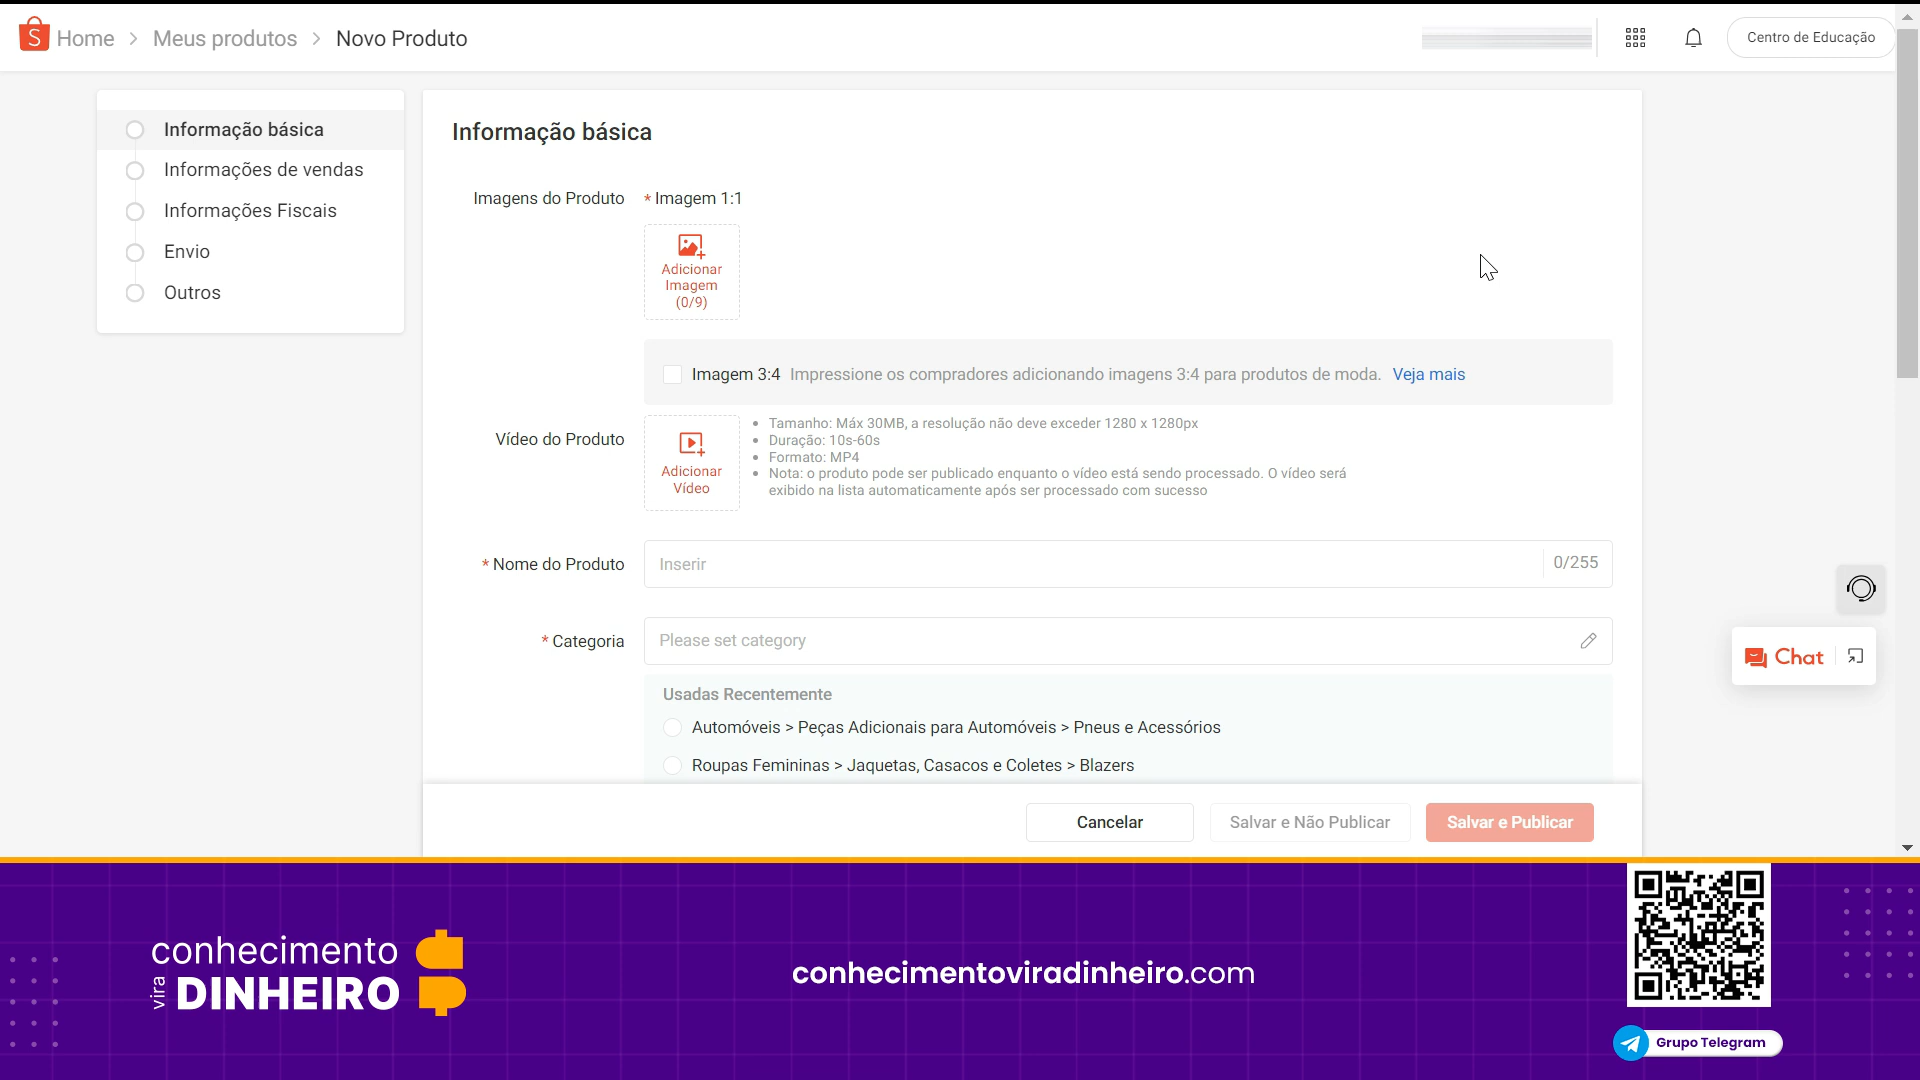 Home > Meus produtos > Novo Produto
Centro de Educação
Informação básica
Informações de vendas
Informações Fiscais
Envio
Outros
Informação básica
Imagens do Produto
* Imagem 1:1
Adicionar
Imagem
(0/9)
Imagem 3:4 Impressione os compradores adicionando imagens 3:4 para produtos de moda. Veja mais
Vídeo do Produto
Adicionar
Vídeo
• Tamanho: Máx 30MB, a resolução não deve exceder 1280 x 1280px
• Duração: 10s-60s
• Formato: MP4
• Nota: o produto pode ser publicado enquanto o vídeo está sendo processado. O vídeo será
exibido na lista automaticamente após ser processado com sucesso
* Nome do Produto
Inserir
0/255
* Categoria
Please set category
Usadas Recentemente
Automóveis > Peças Adicionais para Automóveis > Pneus e Acessórios
Roupas Femininas > Jaquetas, Casacos e Coletes > Blazers
Chat
Cancelar
Salvar e Não Publicar
Salvar e Publicar
conhecimento
vira DINHEIRO
conhecimentoviradinheiro.com
Grupo Telegram